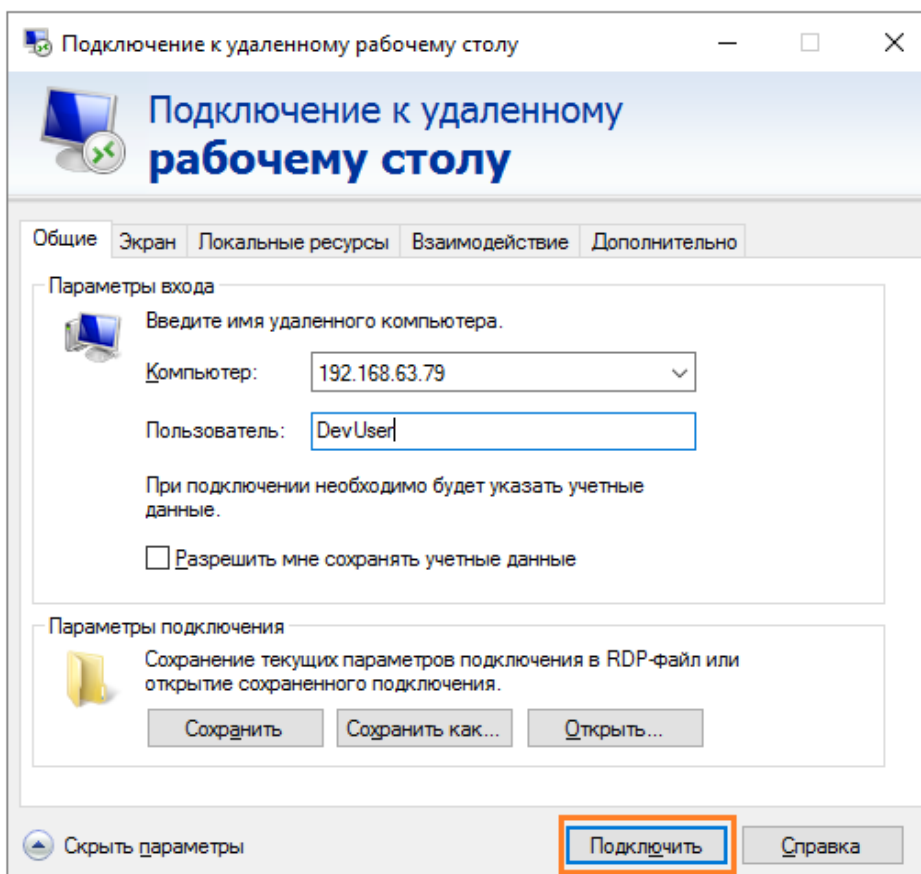 Подключение к удаленному рабочему столу
Подключение к удаленному
рабочему столу
Общие Экран Локальные ресурсы Взаимодействие Дополнительно
Параметры входа
Введите имя удаленного компьютера.
Компьютер: 192.168.63.79
Пользователь: DevUser
При подключении необходимо будет указать учетные
данные.
Разрешить мне сохранять учетные данные
Параметры подключения
Сохранение текущих параметров подключения в RDP-файл или
открытие сохраненного подключения.
Сохранить Сохранить как... Открыть...
Скрыть параметры Подключить Справка